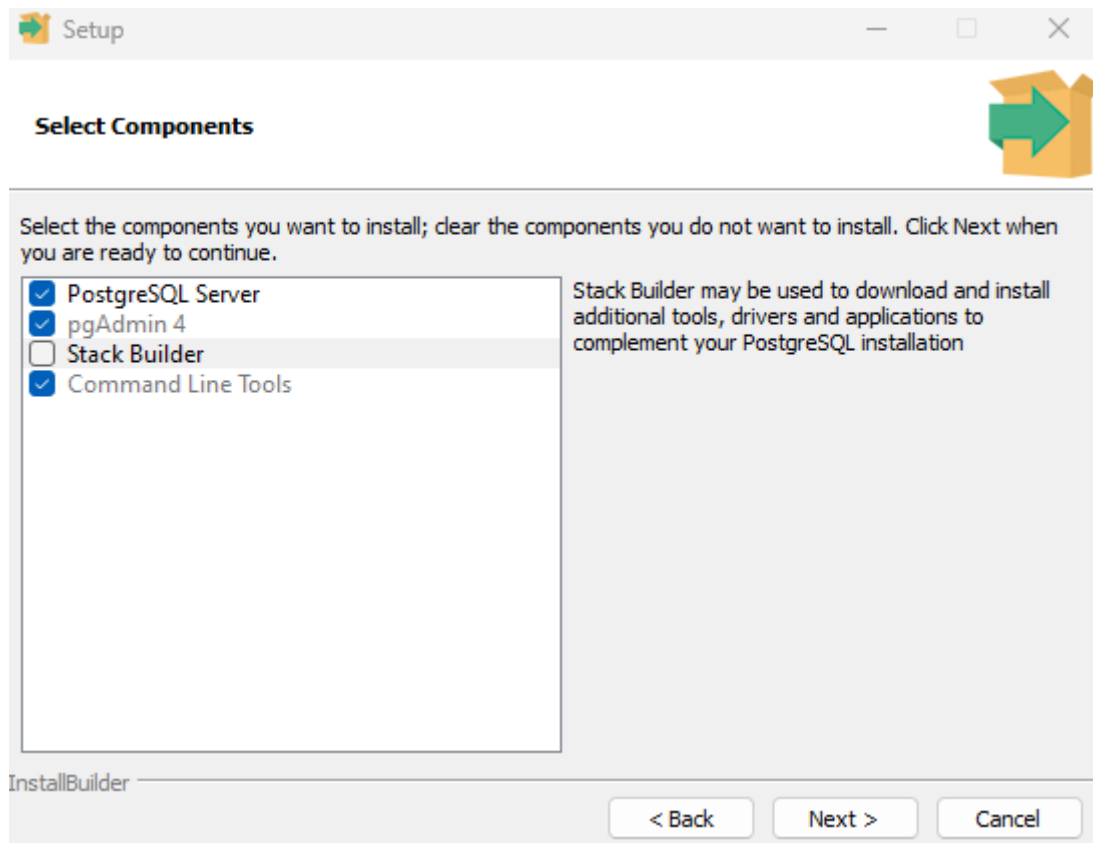 Setup
Select Components
Select the components you want to install; clear the components you do not want to install. Click Next when
you are ready to continue.
PostgreSQL Server
pgAdmin 4
Stack Builder
Command Line Tools
Stack Builder may be used to download and install
additional tools, drivers and applications to
complement your PostgreSQL installation
InstallBuilder
< Back
Next >
Cancel